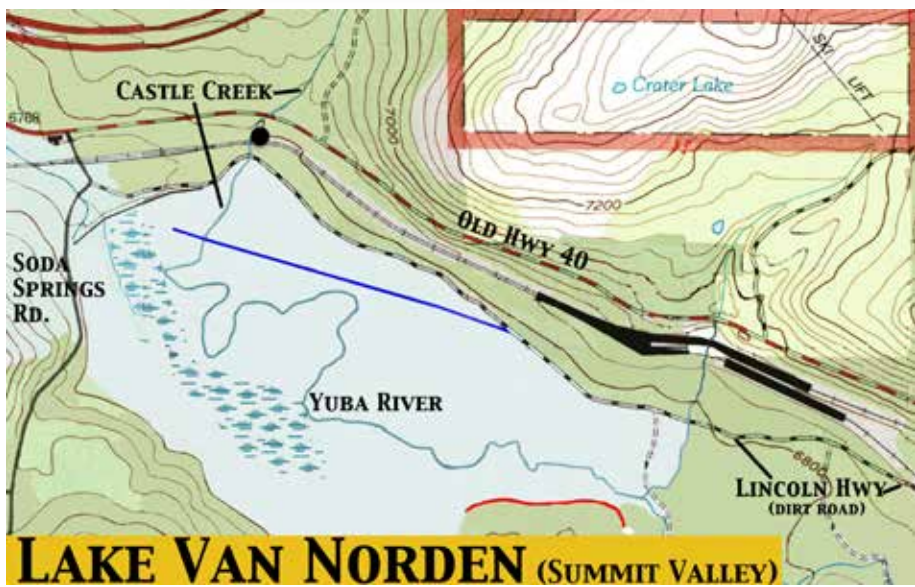 SKI
LIFT
Crater Lake
CASTLE CREEK
6768
7000
7200
OLD HWY 40
SODA
SPRINGS
RD.
YUBA RIVER
6800
LINCOLN HWY
(DIRT ROAD)
LAKE VAN NORDEN (SUMMIT VALLEY)